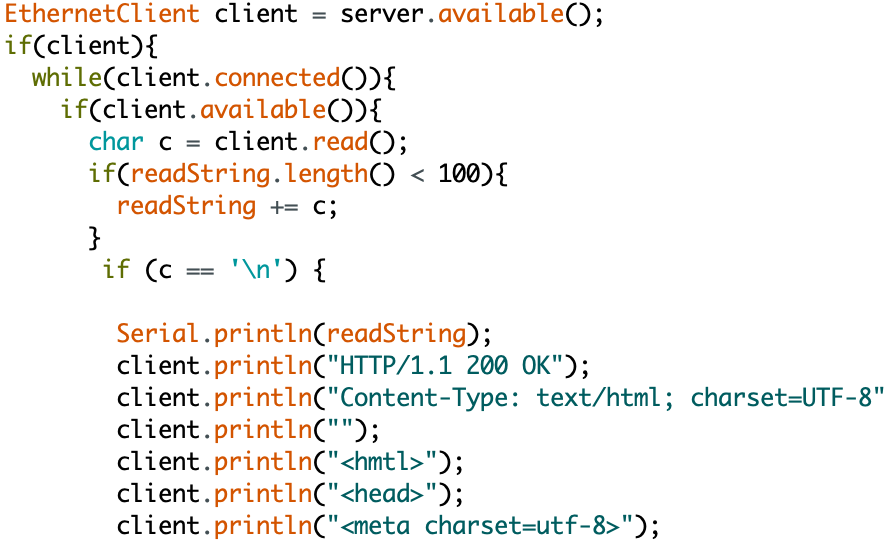 EthernetClient client = server.available();
if(client){
while(client.connected()){
if(client.available()){
char c = client.read();
if(readString.length() < 100){
readString += c;
}
if (c == '\n') {
Serial.println(readString);
client.println("HTTP/1.1 200 OK");
client.println("Content-Type: text/html; charset=UTF-8"
client.println("");
client.println("<hmtl>");
client.println("<head>");
client.println("<meta charset=utf-8>");